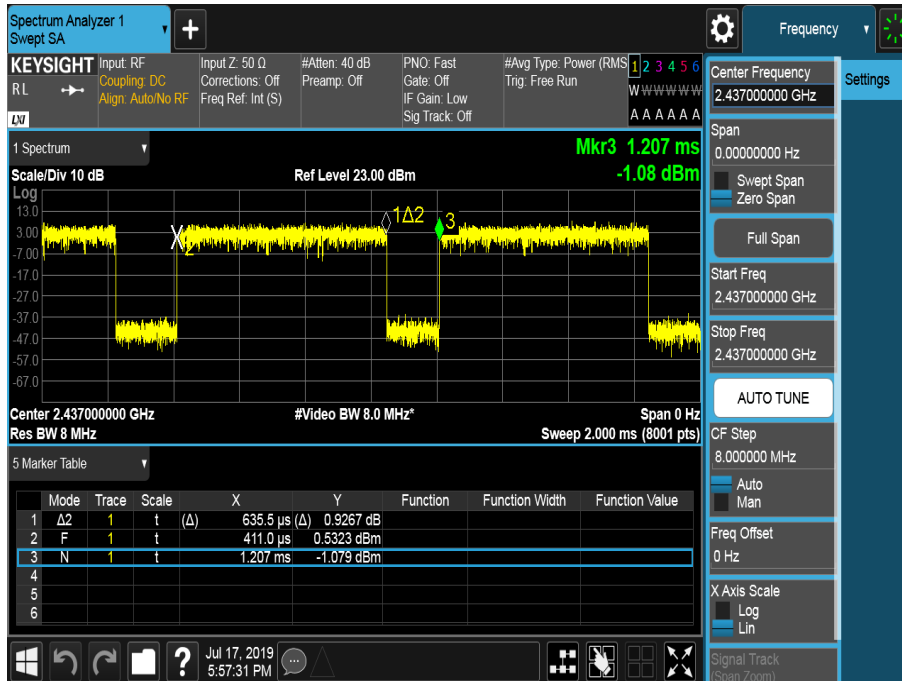 Spectrum Analyzer 1
Swept SA
+
Frequency
KEYSIGHT
RL
LXI
Input: RF
Coupling: DC
Align: Auto/No RF
Input Z: 50 Ω
Corrections: Off
Freq Ref: Int (S)
#Atten: 40 dB
Preamp: Off
PNO: Fast
Gate: Off
IF Gain: Low
Sig Track: Off
#Avg Type: Power (RMS
Trig: Free Run
1 2 3 4 5 6
W W W W W W
A A A A A A
1 Spectrum
Mkr3 1.207 ms
-1.08 dBm
Scale/Div 10 dB
Ref Level 23.00 dBm
Log
13.0
3.00
-7.00
-17.0
-27.0
-37.0
-47.0
-57.0
-67.0
1Δ2
3
2
Center 2.437000000 GHz
#Video BW 8.0 MHz*
Span 0 Hz
Res BW 8 MHz
Sweep 2.000 ms (8001 pts)
5 Marker Table
Mode Trace Scale X Y Function Function Width Function Value
1 Δ2 1 t (Δ) 635.5 µs (Δ) 0.9267 dB
2 F 1 t 411.0 µs 0.5323 dBm
3 N 1 t 1.207 ms -1.079 dBm
4
5
6
?
Jul 17, 2019
5:57:31 PM
Center Frequency
2.437000000 GHz
Span
0.00000000 Hz
Swept Span
Zero Span
Full Span
Start Freq
2.437000000 GHz
Stop Freq
2.437000000 GHz
AUTO TUNE
CF Step
8.000000 MHz
Auto
Man
Freq Offset
0 Hz
X Axis Scale
Log
Lin
Signal Track
(Span Zoom)
Settings